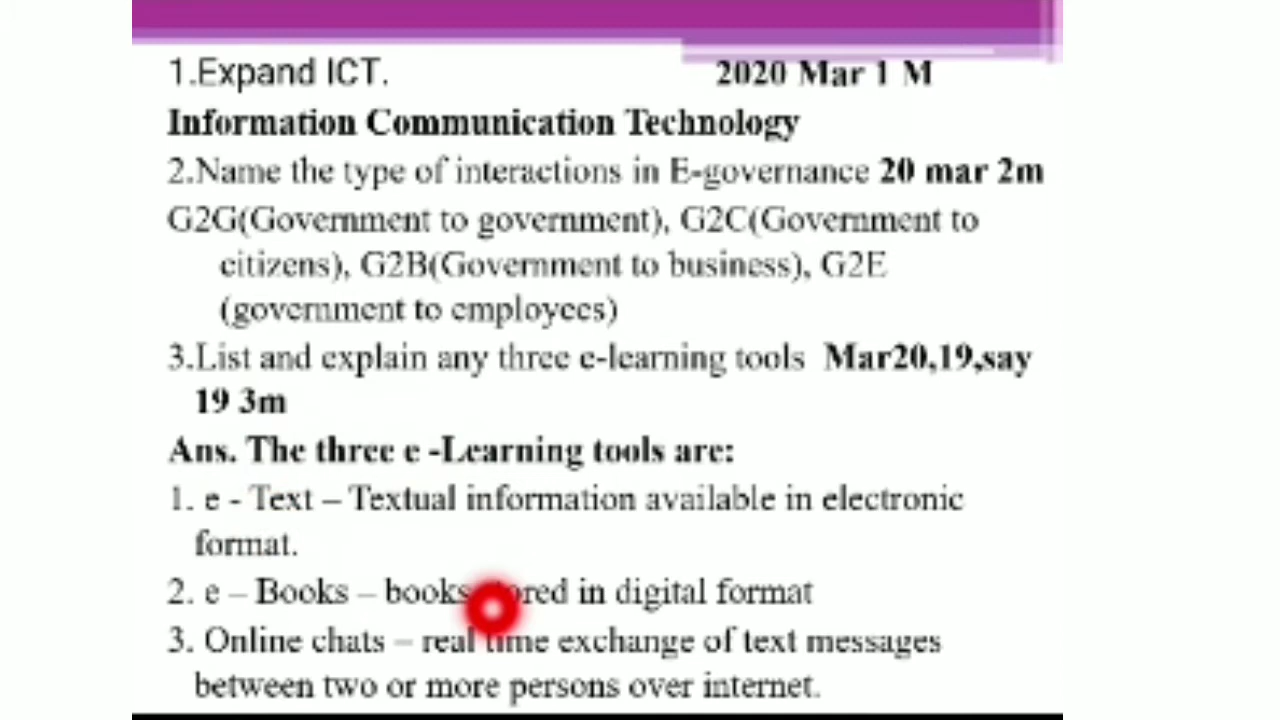 1.Expand ICT. 2020 Mar 1 M
Information Communication Technology
2.Name the type of interactions in E-governance 20 mar 2m
G2G(Government to government), G2C(Government to
citizens), G2B(Government to business), G2E
(government to employees)
3.List and explain any three e-learning tools Mar20,19,say
19 3m
Ans. The three e -Learning tools are:
1. e - Text – Textual information available in electronic
format.
2. e – Books – books stored in digital format
3. Online chats – real time exchange of text messages
between two or more persons over internet.